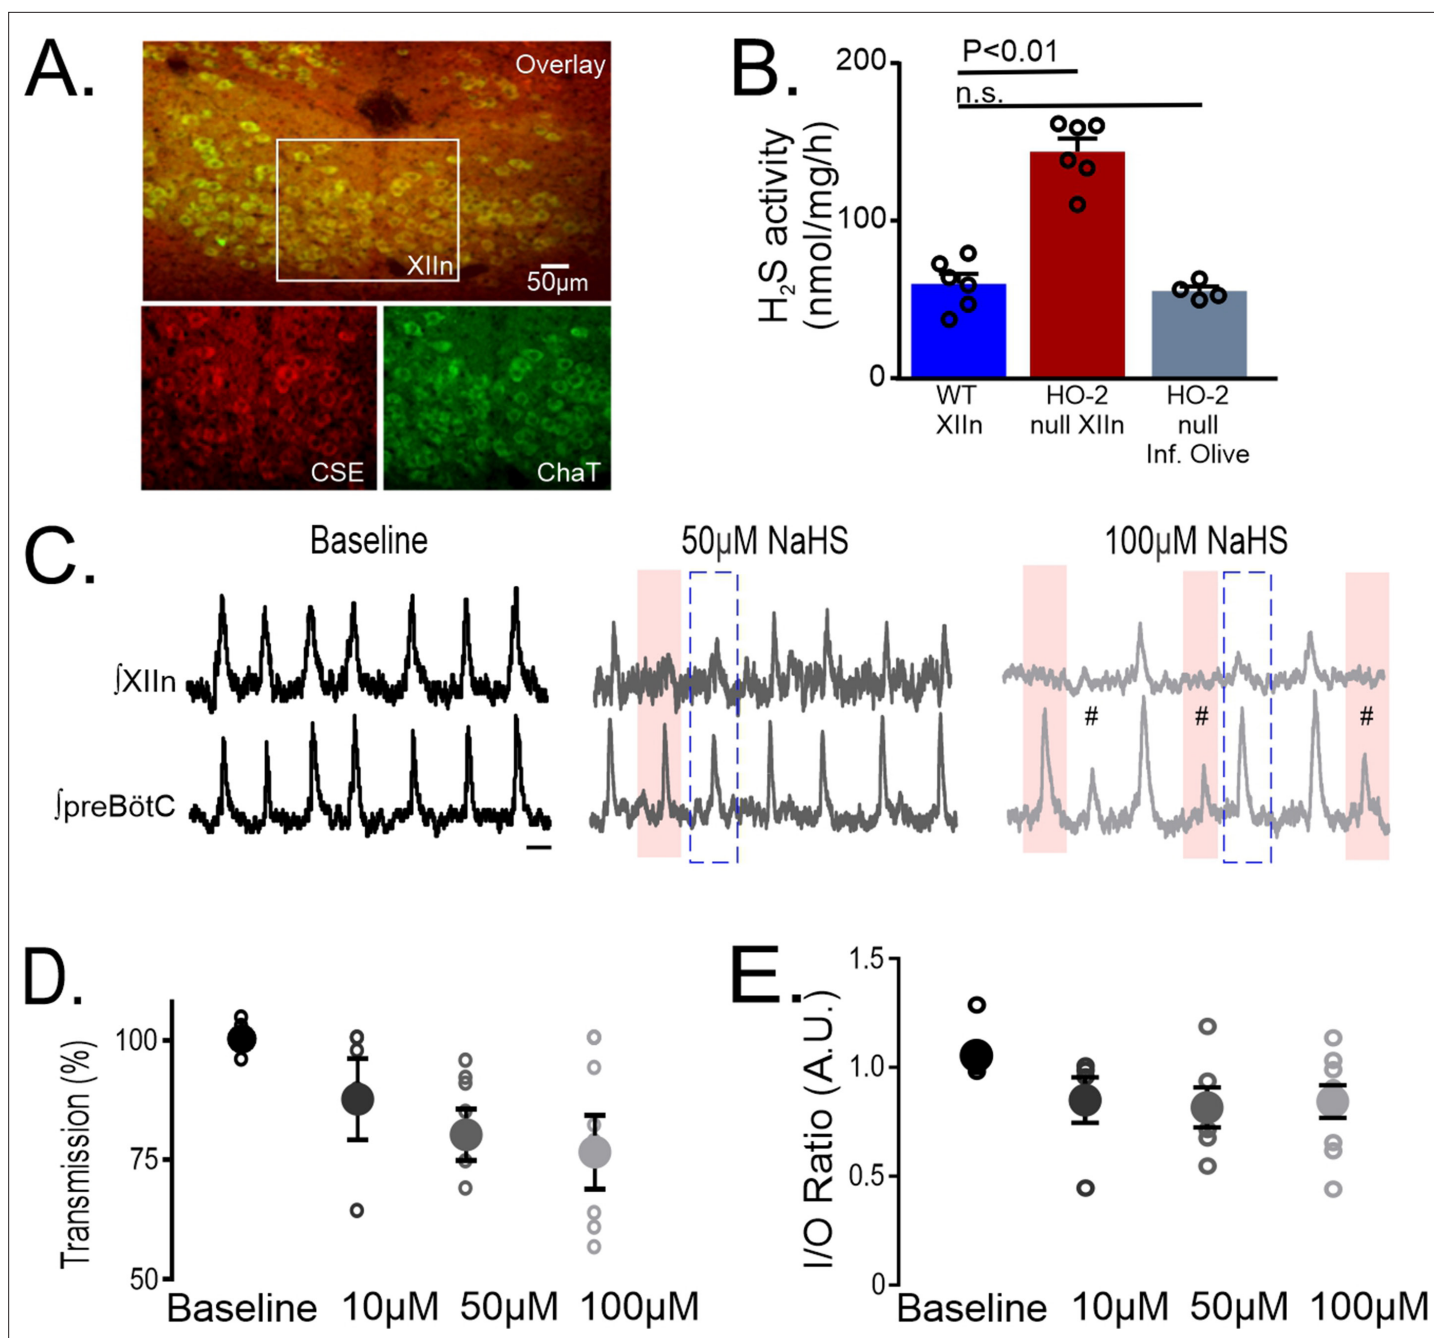 A.
Overlay
XIIn
50µm
CSE
ChaT
B.
P<0.01
n.s.
200
100
0
H₂S activity
(nmol/mg/h)
WT
XIIn
HO-2
null XIIn
HO-2
null
Inf. Olive
C.
Baseline
50µM NaHS
100µM NaHS
∫XIIn
# # #
∫preBötC
D.
Transmission (%)
100
75
50
Baseline 10µM 50µM 100µM
E.
I/O Ratio (A.U.)
1.5
1.0
0.5
0
Baseline 10µM 50µM 100µM